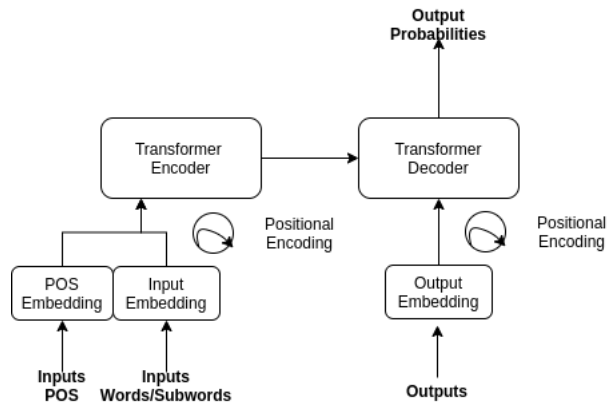 Output
Probabilities
Transformer
Encoder
Transformer
Decoder
Positional
Encoding
Positional
Encoding
POS
Embedding
Input
Embedding
Output
Embedding
Inputs
POS
Inputs
Words/Subwords
Outputs